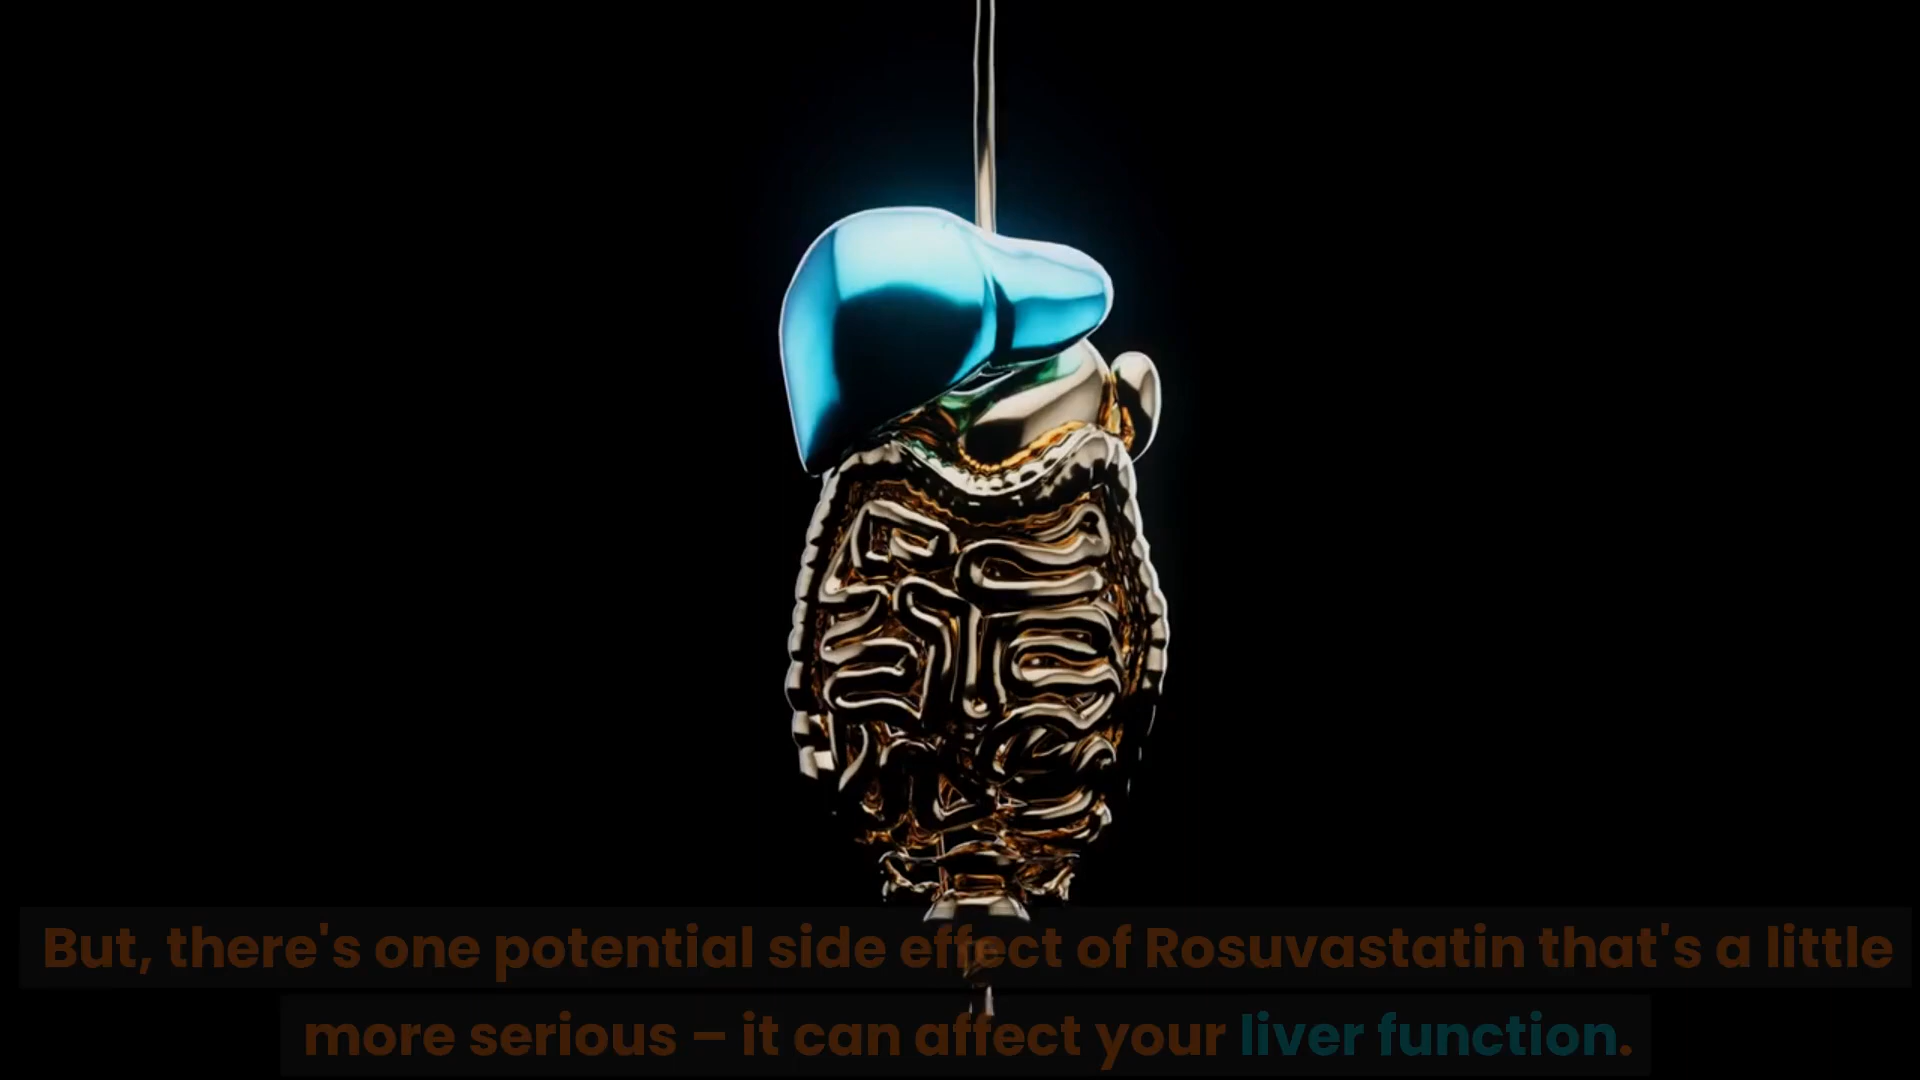 But, there's one potential side effect of Rosuvastatin that's a little
more serious – it can affect your liver function.